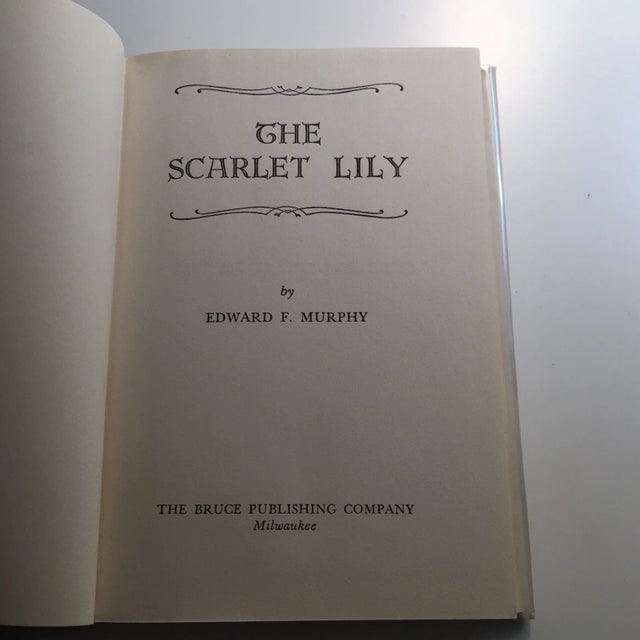 THE
SCARLET LILY
by
EDWARD F. MURPHY
THE BRUCE PUBLISHING COMPANY
Milwaukee